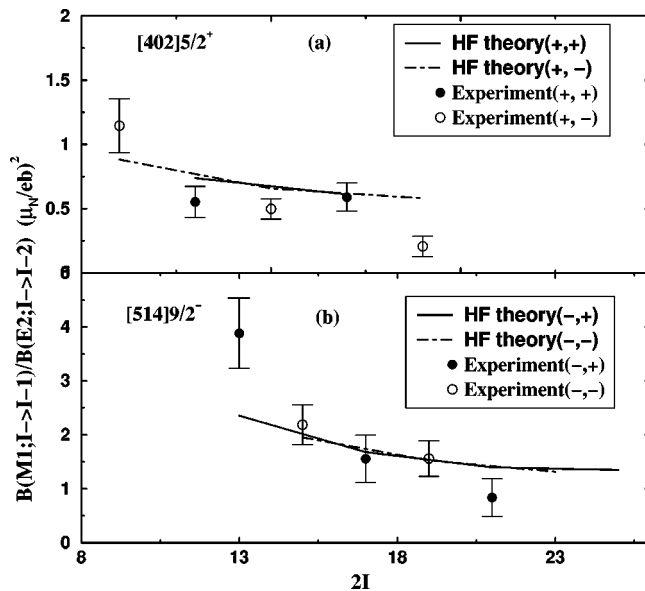 2
[402]5/2⁺
(a)
HF theory(+,+)
HF theory(+,−)
Experiment(+, +)
Experiment(+, −)
1.5
1
0.5
0
B(M1;I->I-1)/B(E2;I->I-2) (μ_N/eb)²
6
[514]9/2⁻
(b)
HF theory(−,+)
HF theory(−,−)
Experiment(−,+)
Experiment(−,−)
4
3
2
1
0
8 13 18 23
2I